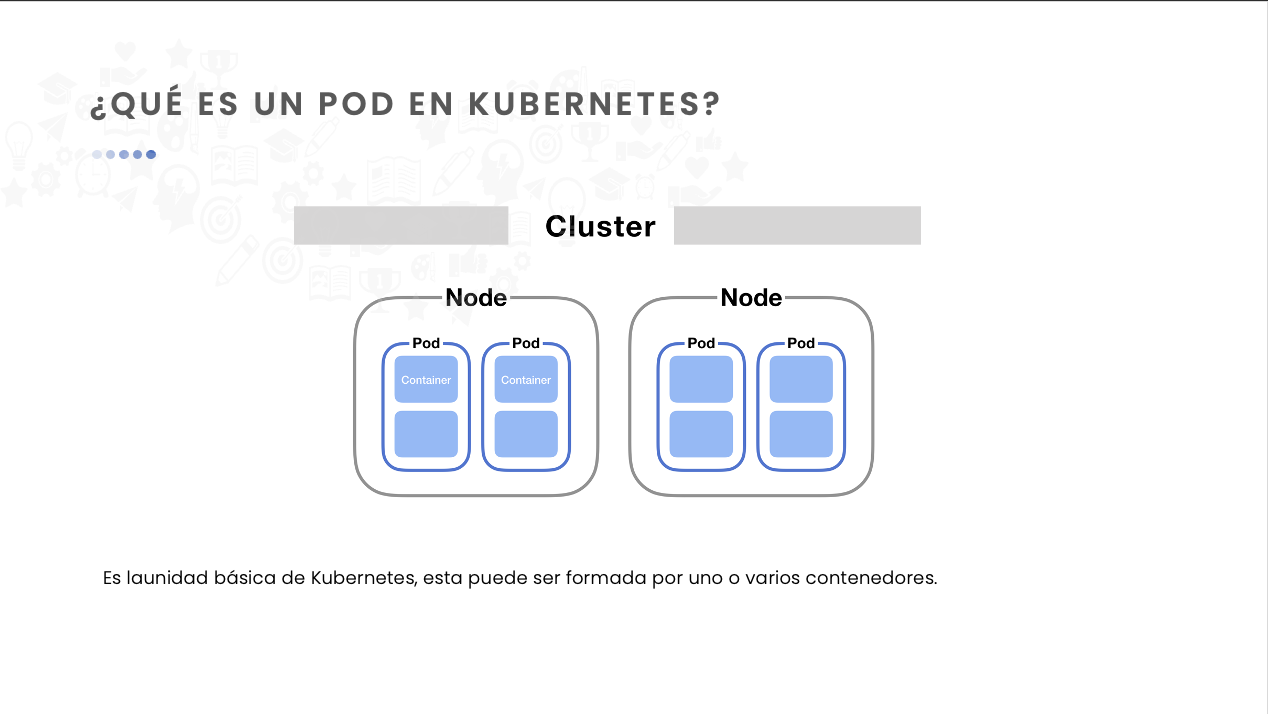 ¿QUÉ ES UN POD EN KUBERNETES?
Cluster
Node Node
Pod Pod Pod Pod
Container Container
Es launidad básica de Kubernetes, esta puede ser formada por uno o varios contenedores.